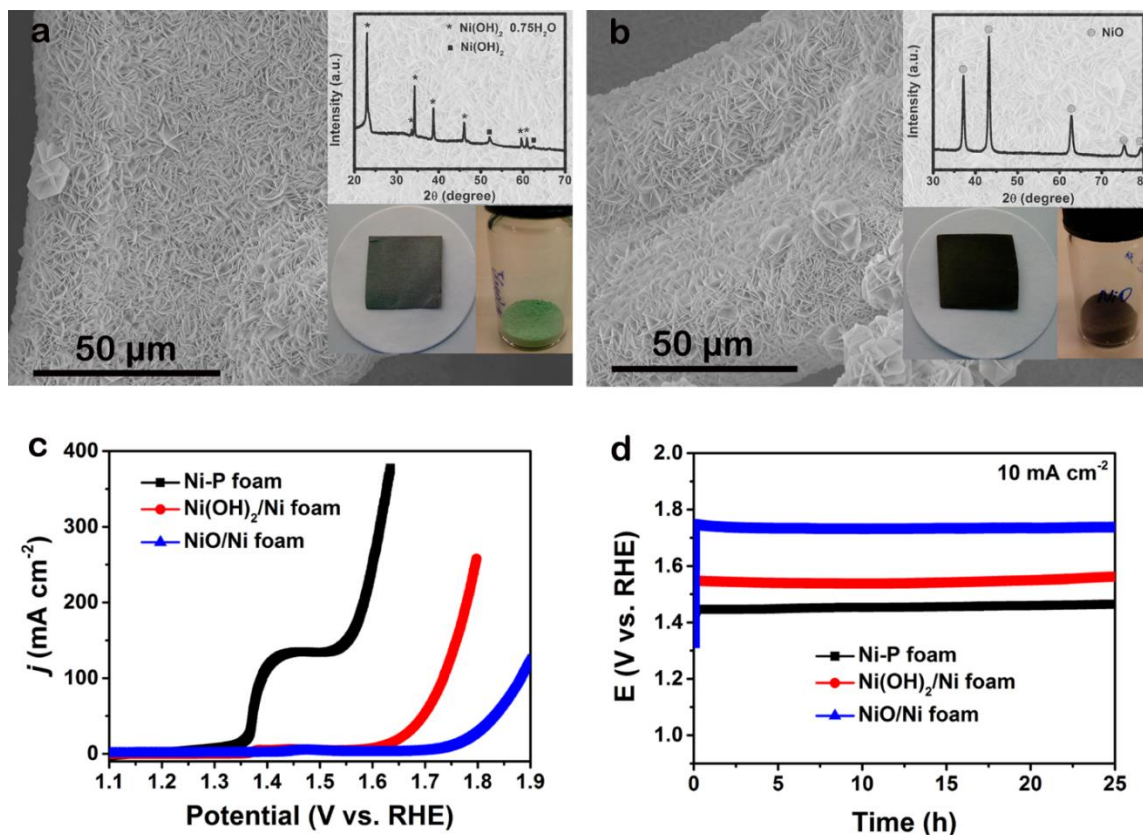 a
* Ni(OH)₂ 0.75H₂O
■ Ni(OH)₂
Intensity (a.u.)
20 30 40 50 60 70
2θ (degree)
50 µm
b
NiO
Intensity (a.u.)
30 40 50 60 70 80
2θ (degree)
NiO
50 µm
c
400
300
200
100
0
j (mA cm⁻²)
Ni-P foam
Ni(OH)₂/Ni foam
NiO/Ni foam
1.1 1.2 1.3 1.4 1.5 1.6 1.7 1.8 1.9
Potential (V vs. RHE)
d
10 mA cm⁻²
2.0
1.8
1.6
1.4
1.2
1.0
E (V vs. RHE)
Ni-P foam
Ni(OH)₂/Ni foam
NiO/Ni foam
0 5 10 15 20 25
Time (h)